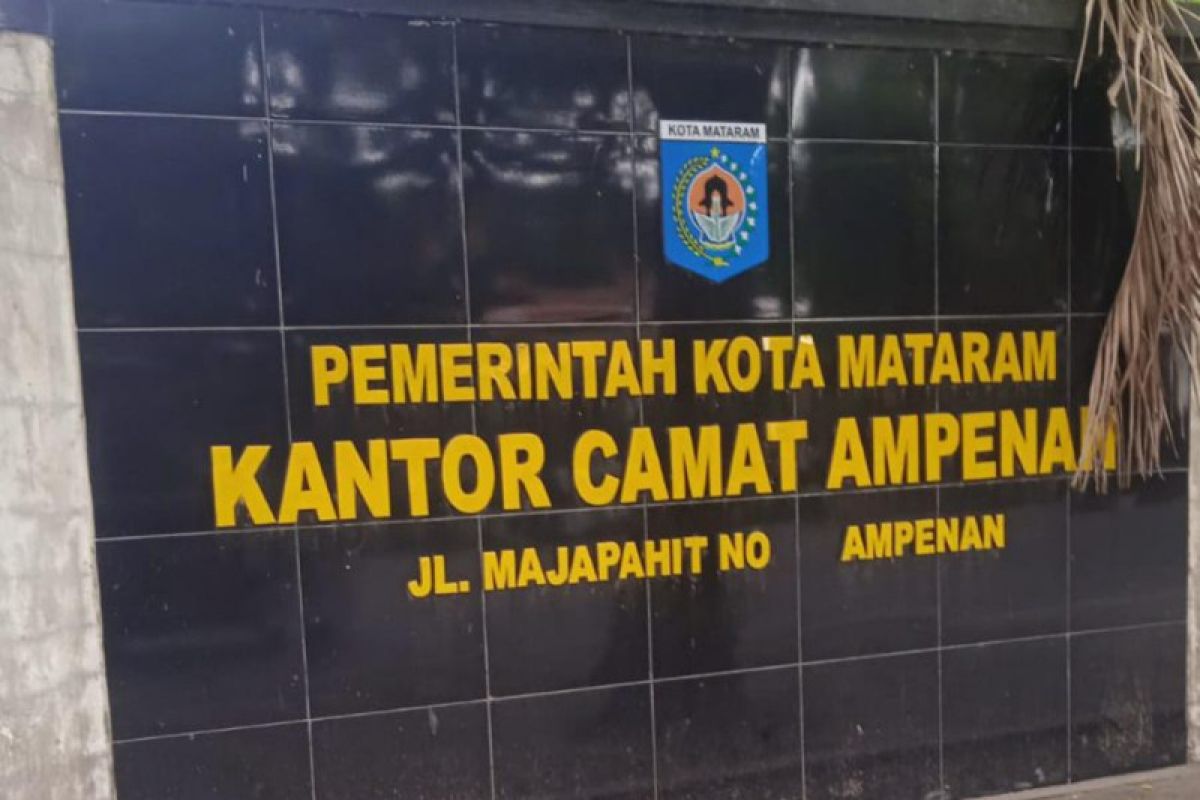 KOTA MATARAM
PEMERINTAH KOTA MATARAM
KANTOR CAMAT AMPENAN
JL. MAJAPAHIT NO AMPENAN